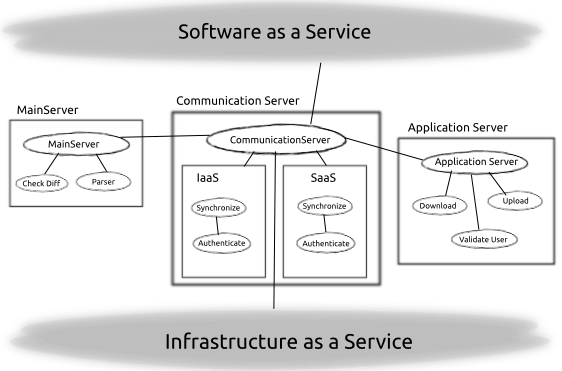 Software as a Service
MainServer
Communication Server
Application Server
MainServer
CommunicationServer
Application Server
Check Diff
Parser
IaaS
SaaS
Synchronize
Synchronize
Authenticate
Authenticate
Download
Upload
Validate User
Infrastructure as a Service